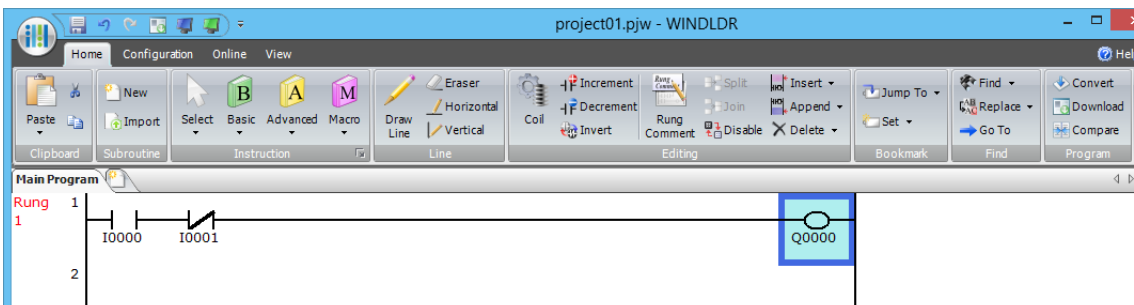 project01.pjw - WINDLDR
Home Configuration Online View
New
Import
Paste
Select Basic Advanced Macro
Draw Line
Eraser
Horizontal
Vertical
Coil
Increment
Decrement
Invert
Rung Comment
Split
Join
Disable
Insert
Append
Delete
Jump To
Set
Find
Replace
Go To
Convert
Download
Compare
Clipboard Subroutine Instruction Line Editing Bookmark Find Program
Main Program
Rung 1
1
I0000 I0001 Q0000
2